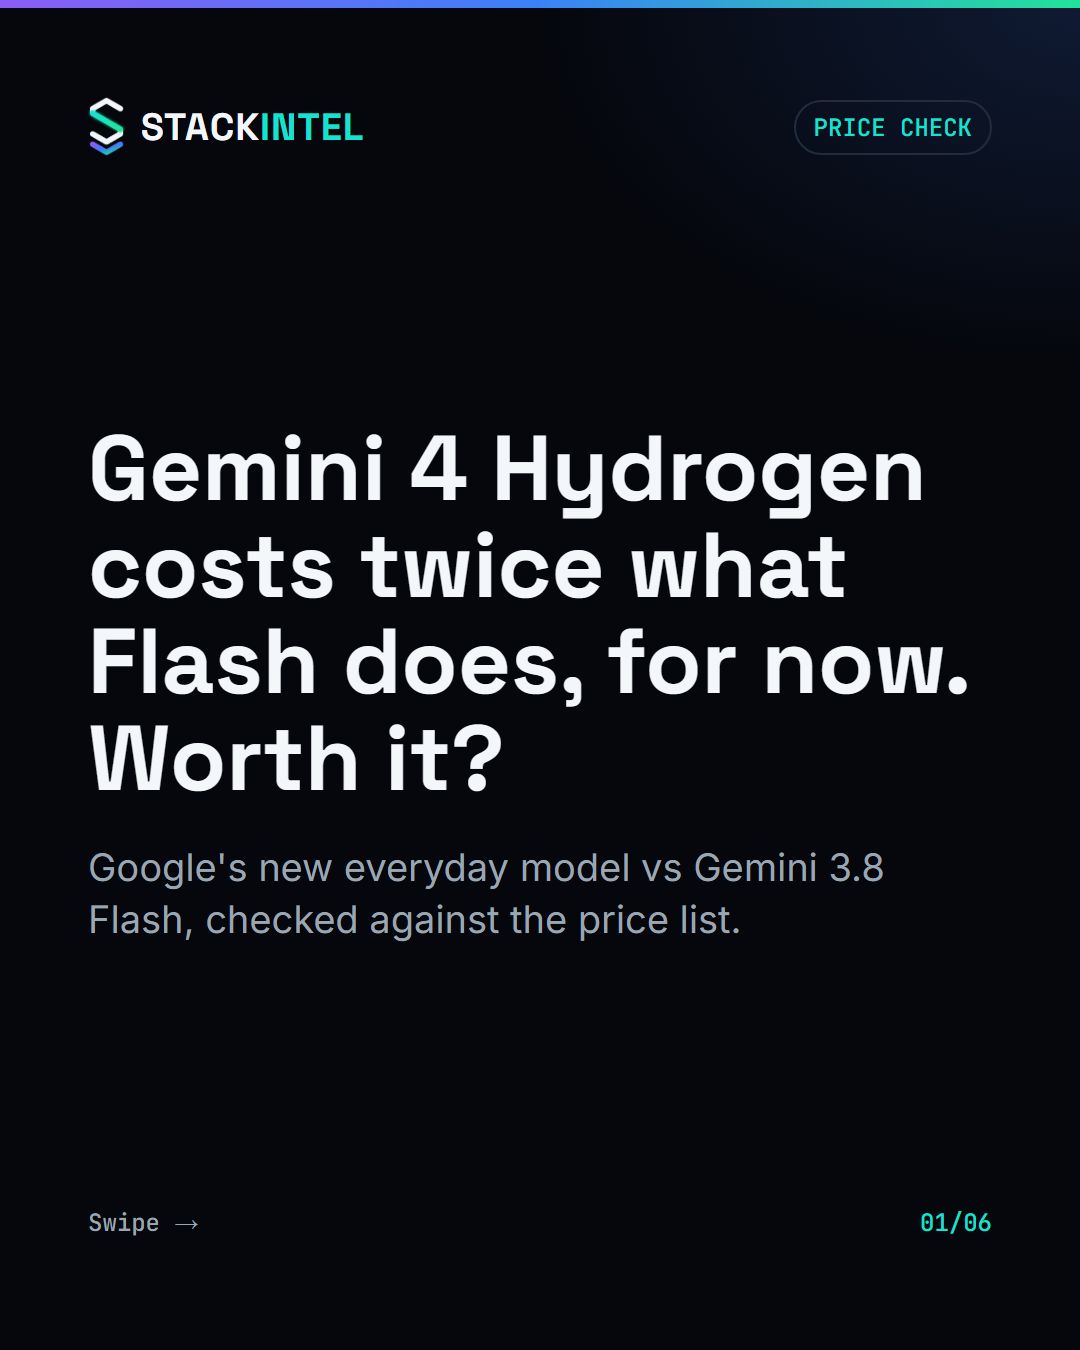 STACKINTEL
PRICE CHECK
Gemini 4 Hydrogen
costs twice what
Flash does, for now.
Worth it?
Google's new everyday model vs Gemini 3.8
Flash, checked against the price list.
Swipe →
01/06